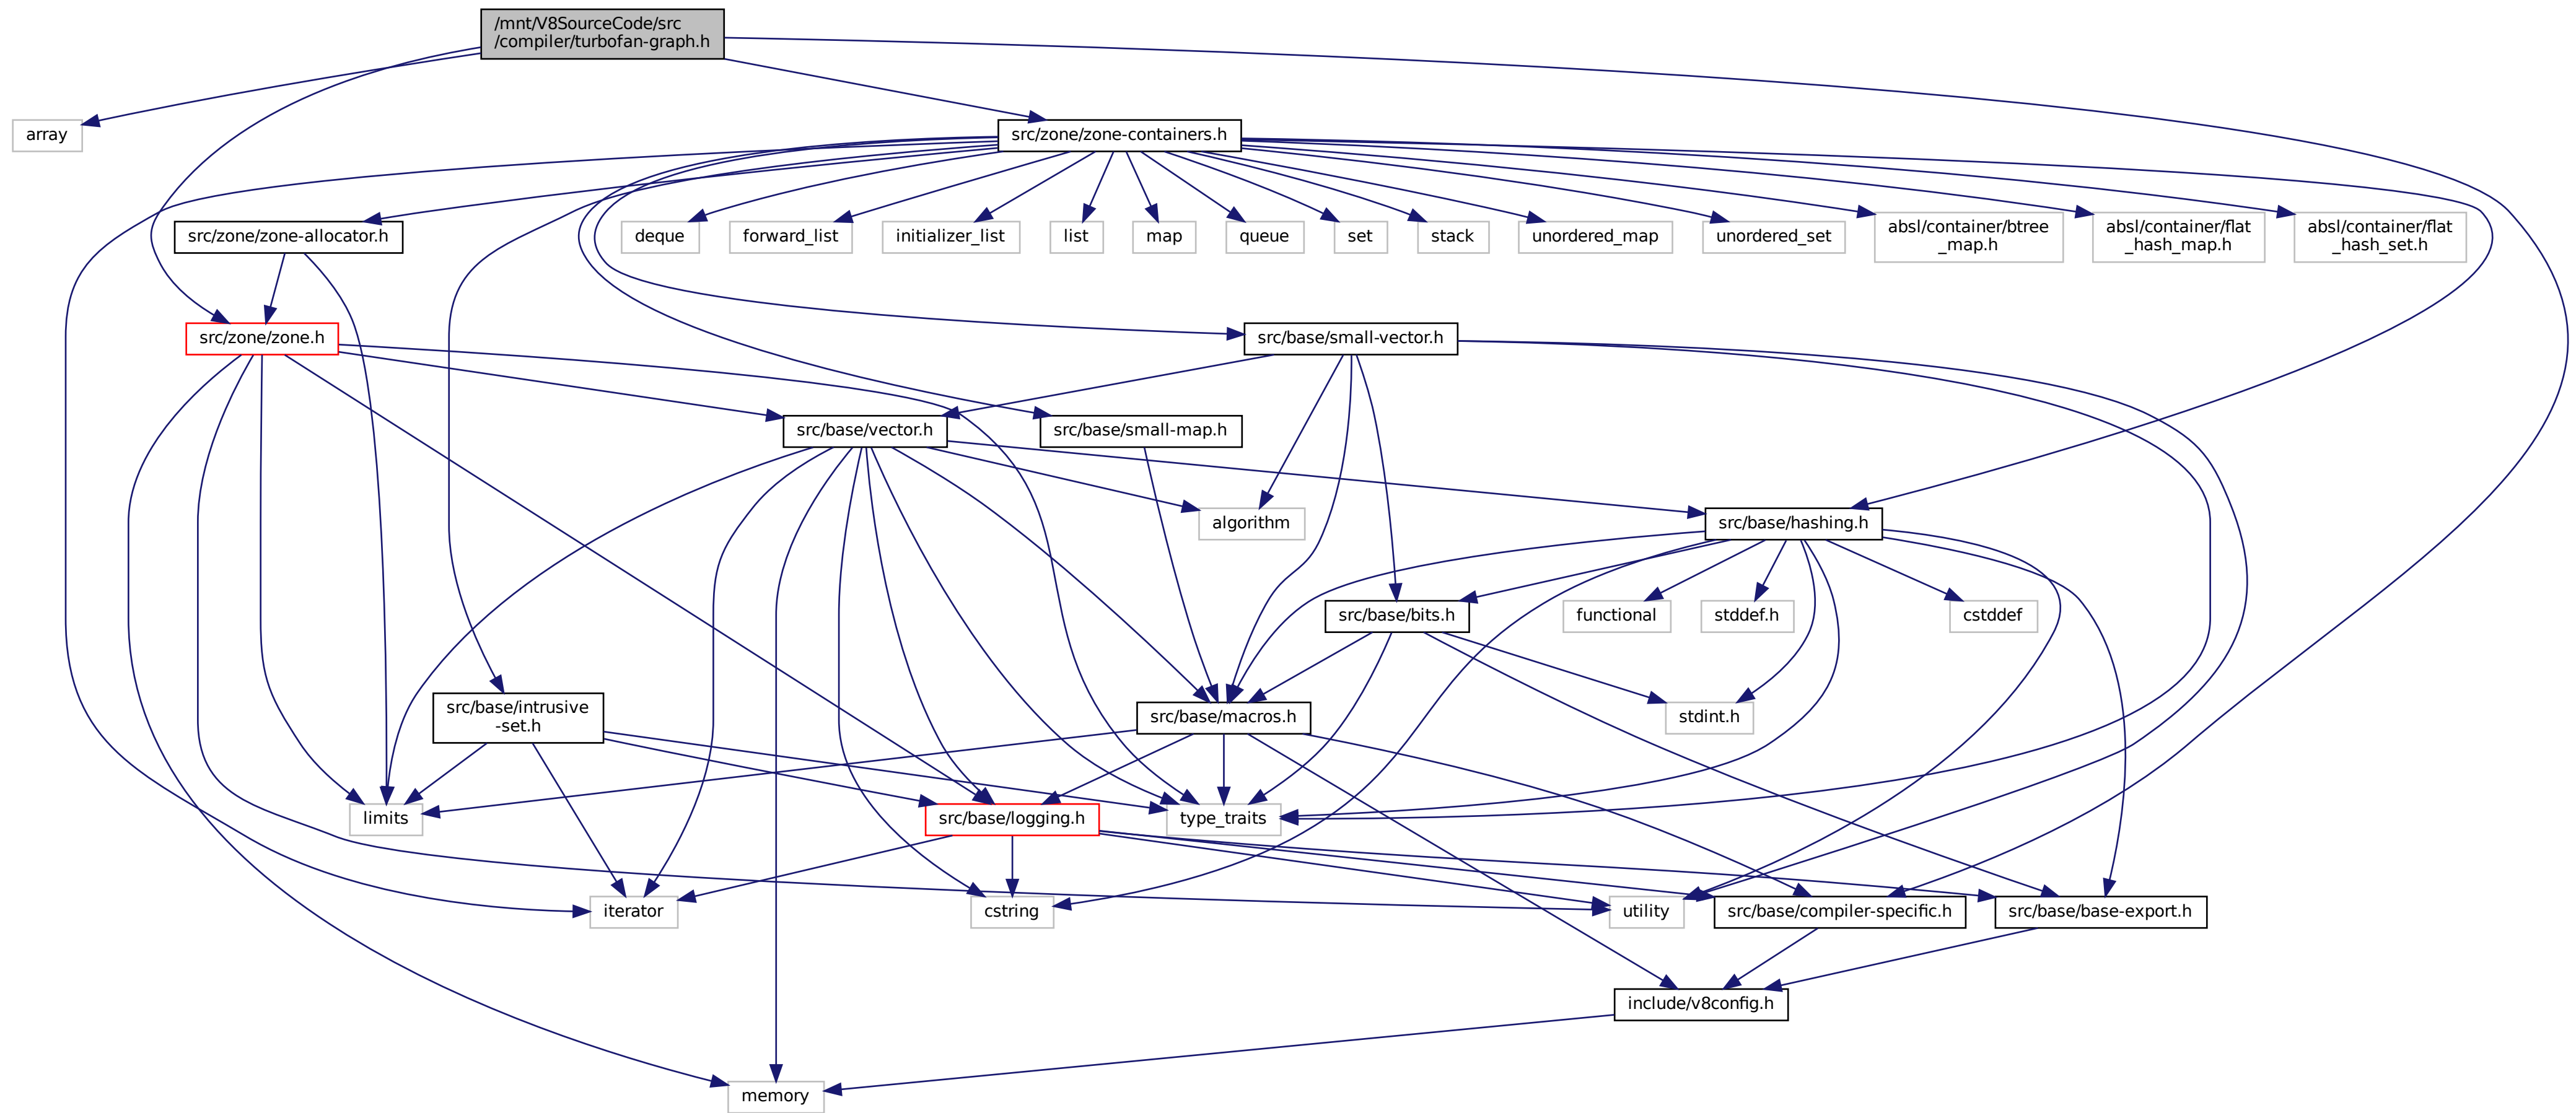 /mnt/V8SourceCode/src
/compiler/turbofan-graph.h
array
src/zone/zone-containers.h
src/zone/zone-allocator.h
deque
forward_list
initializer_list
list
map
queue
set
stack
unordered_map
unordered_set
absl/container/btree
_map.h
absl/container/flat
_hash_map.h
absl/container/flat
_hash_set.h
src/zone/zone.h
src/base/small-vector.h
src/base/vector.h
src/base/small-map.h
algorithm
src/base/hashing.h
src/base/bits.h
functional
stddef.h
cstddef
src/base/intrusive
-set.h
src/base/macros.h
stdint.h
limits
src/base/logging.h
type_traits
iterator
cstring
utility
src/base/compiler-specific.h
src/base/base-export.h
include/v8config.h
memory